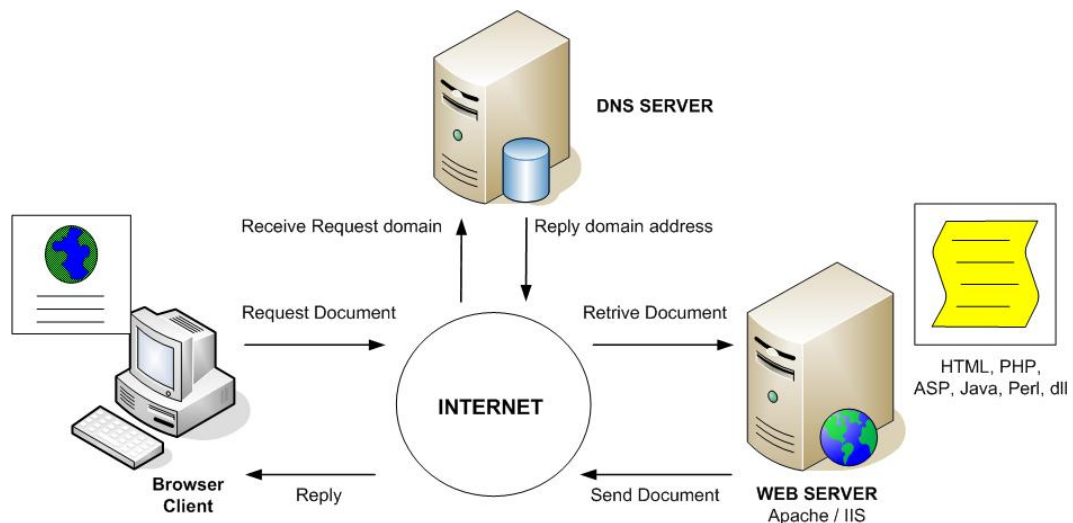 DNS SERVER
Receive Request domain
Reply domain address
Request Document
Retrive Document
HTML, PHP,
ASP, Java, Perl, dll
INTERNET
Browser
Client
Reply
Send Document
WEB SERVER
Apache / IIS